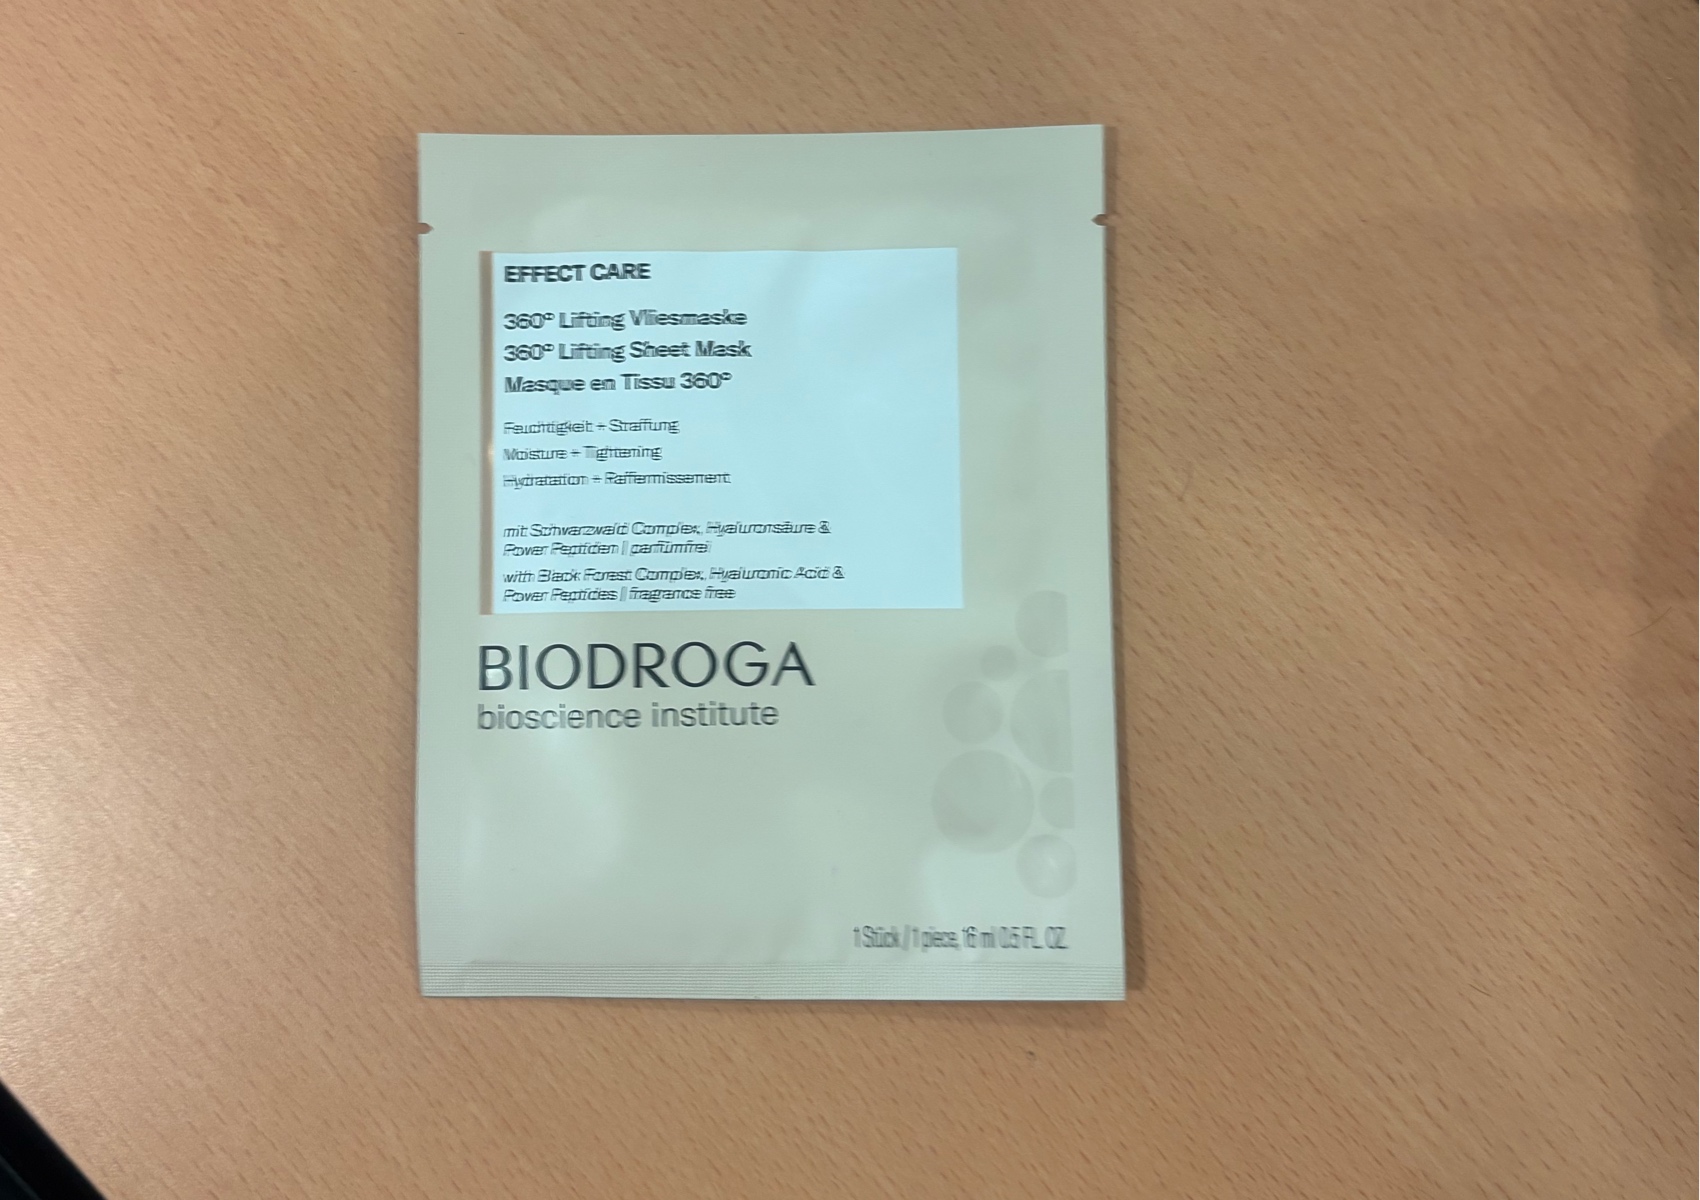 EFFECT CARE
360° Lifting Vliesmaske
360° Lifting Sheet Mask
Masque en Tissu 360°
Feuchtigkeit + Straffung
Moisture + Tightening
Hydratation + Raffermissement
mit Schwarzwald Complex, Hyaluronsäure &
Power Peptiden | parfümfrei
with Black Forest Complex, Hyaluronic Acid &
Power Peptides | fragrance free
BIODROGA
bioscience institute
1 Stück / 1 piece, 16 ml 0.5 FL. OZ.